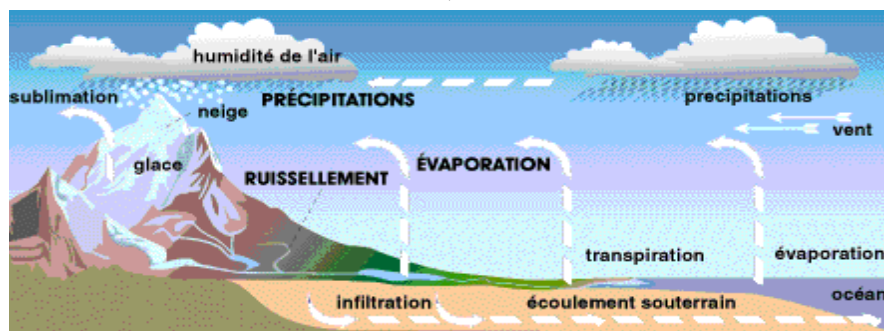 humidité de l'air
sublimation
PRÉCIPITATIONS
precipitations
neige
vent
glace
ÉVAPORATION
RUISSELLEMENT
transpiration
évaporation
océan
infiltration
écoulement souterrain